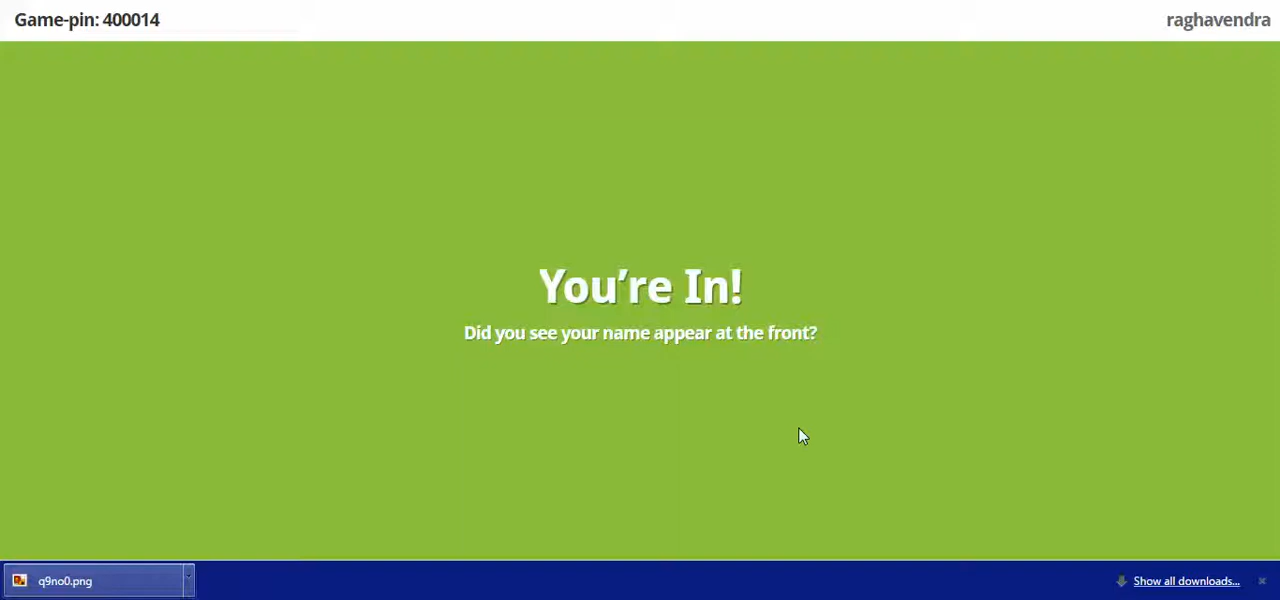 Game-pin: 400014
raghavendra
You're In!
Did you see your name appear at the front?
q9no0.png
Show all downloads...